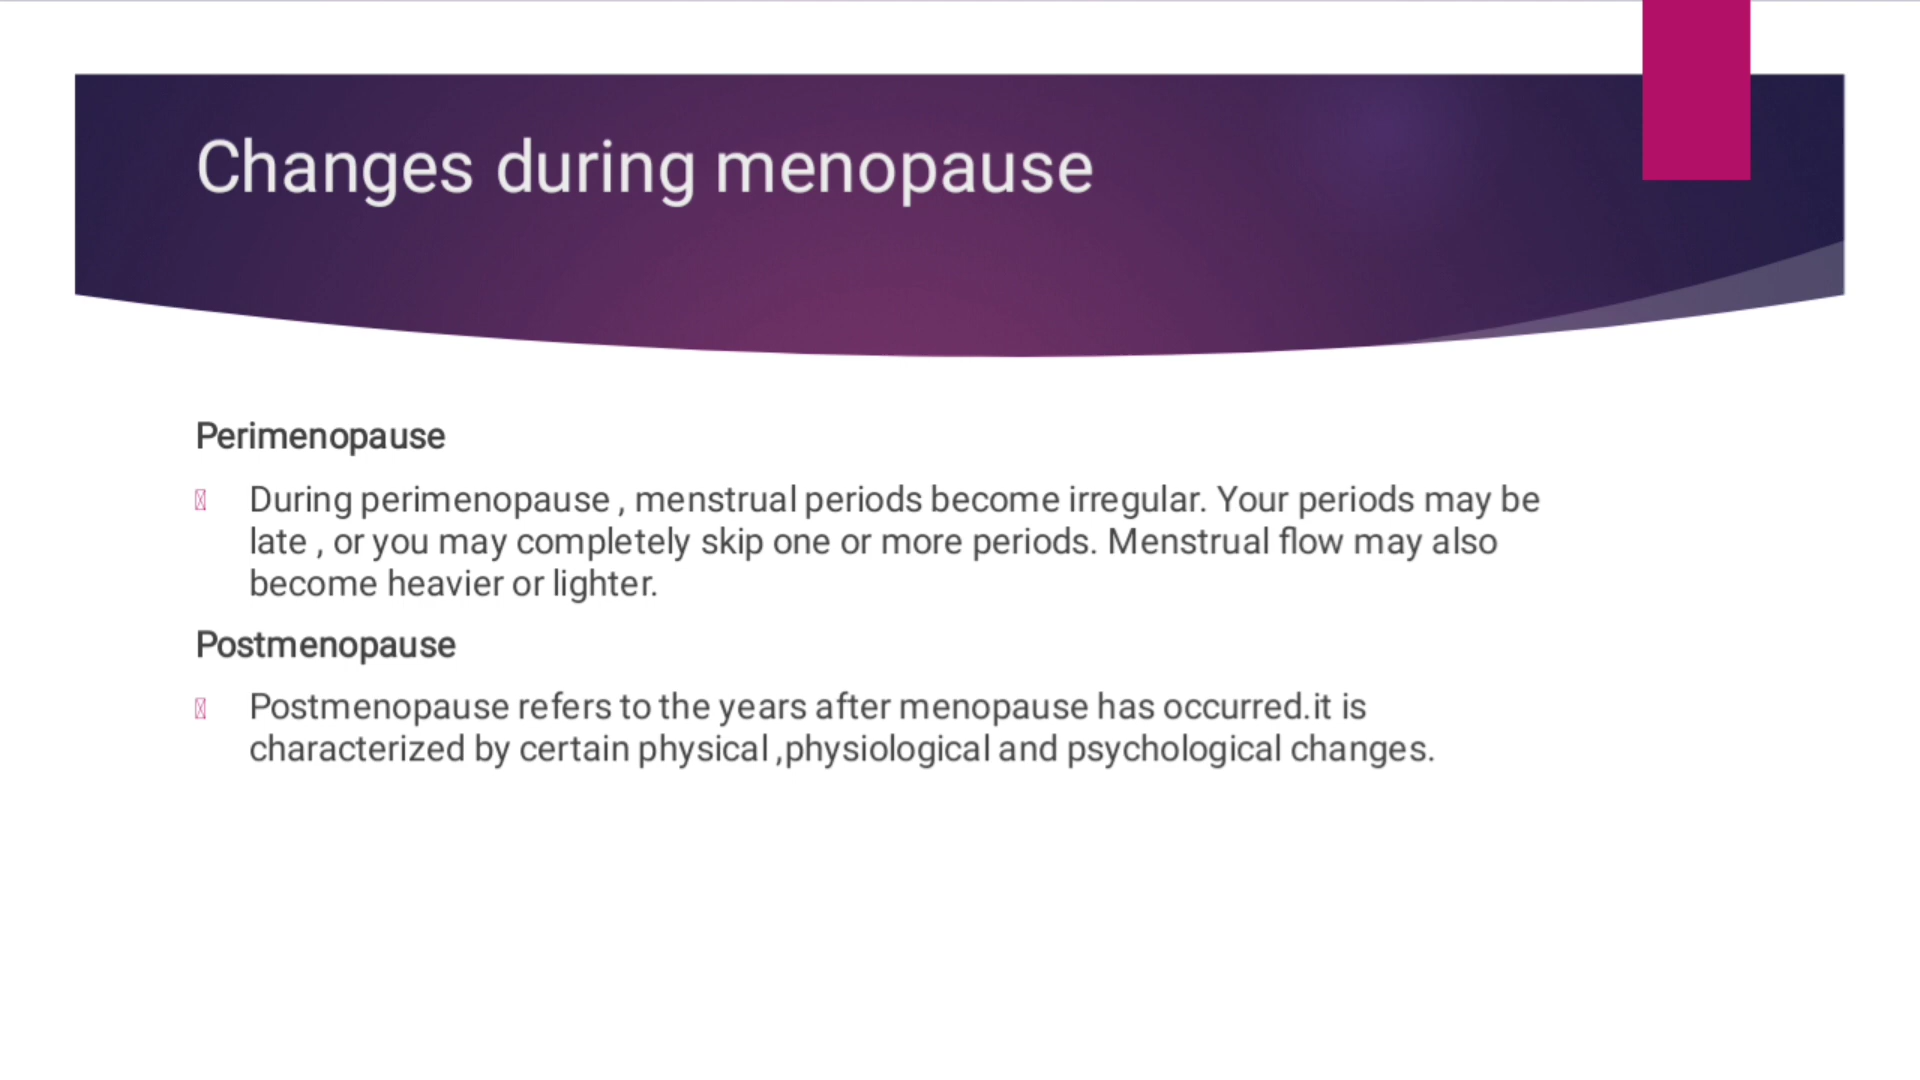 Changes during menopause
Perimenopause
During perimenopause , menstrual periods become irregular. Your periods may be
late , or you may completely skip one or more periods. Menstrual flow may also
become heavier or lighter.
Postmenopause
Postmenopause refers to the years after menopause has occurred.it is
characterized by certain physical ,physiological and psychological changes.